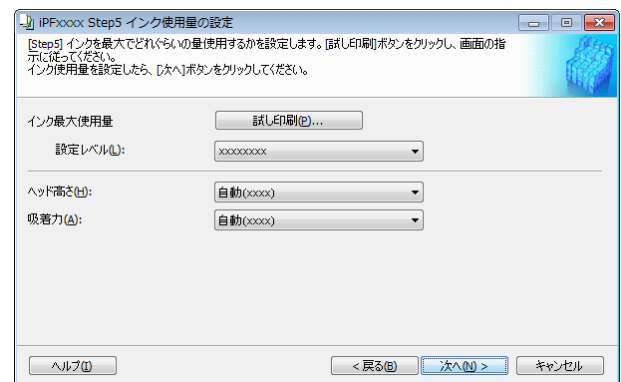 iPFxxxx Step5 インク使用量の設定
[Step5] インクを最大でどれぐらいの量使用するかを設定します。[試し印刷]ボタンをクリックし、画面の指
示に従ってください。
インク使用量を設定したら、[次へ]ボタンをクリックしてください。
インク最大使用量 試し印刷(P)...
設定レベル(L): xxxxxxxx
ヘッド高さ(H): 自動(xxxx)
吸着力(A): 自動(xxxx)
ヘルプ(I) < 戻る(B) 次へ(N) > キャンセル